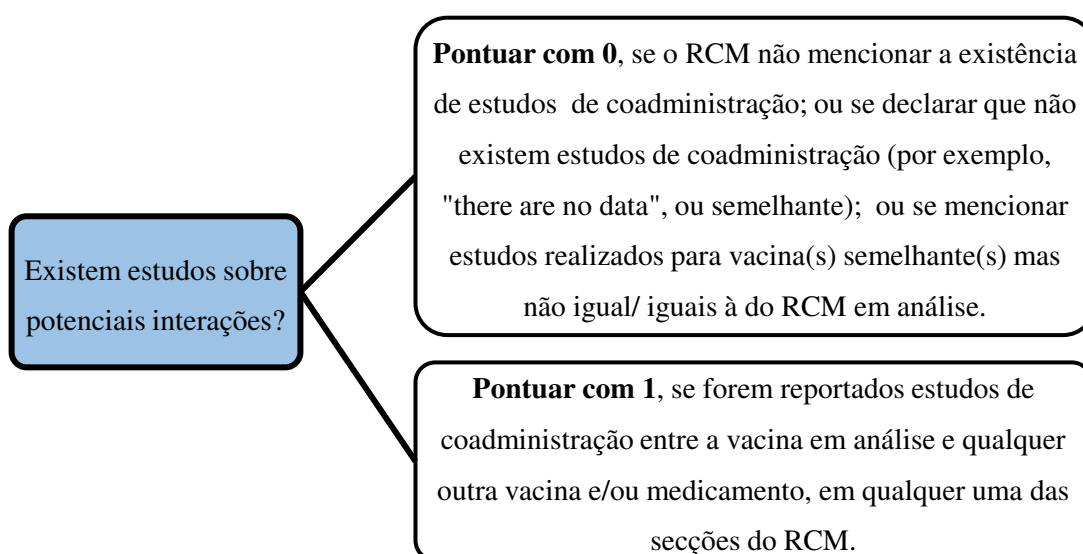 Existem estudos sobre
potenciais interações?
Pontuar com 0, se o RCM não mencionar a existência
de estudos de coadministração; ou se declarar que não
existem estudos de coadministração (por exemplo,
"there are no data", ou semelhante); ou se mencionar
estudos realizados para vacina(s) semelhante(s) mas
não igual/ iguais à do RCM em análise.
Pontuar com 1, se forem reportados estudos de
coadministração entre a vacina em análise e qualquer
outra vacina e/ou medicamento, em qualquer uma das
secções do RCM.